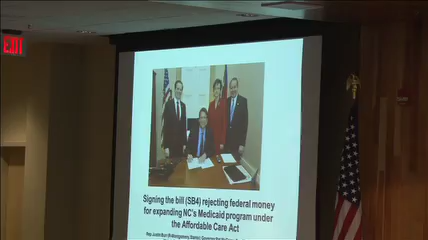 EXIT
Signing the bill (SB4) rejecting federal money
for expanding NC's Medicaid program under
the Affordable Care Act